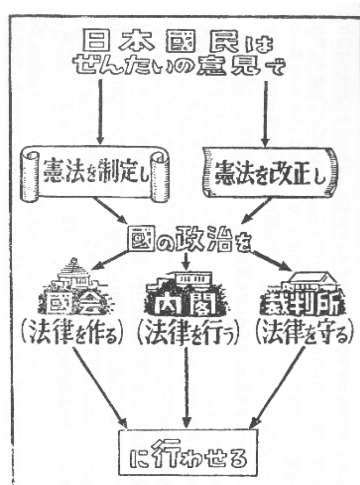 日本國民は
ぜんたいの意見で
憲法を制定し
憲法を改正し
國の政治を
國会
(法律を作る)
内閣
(法律を行う)
裁判所
(法律を守る)
に行わせる